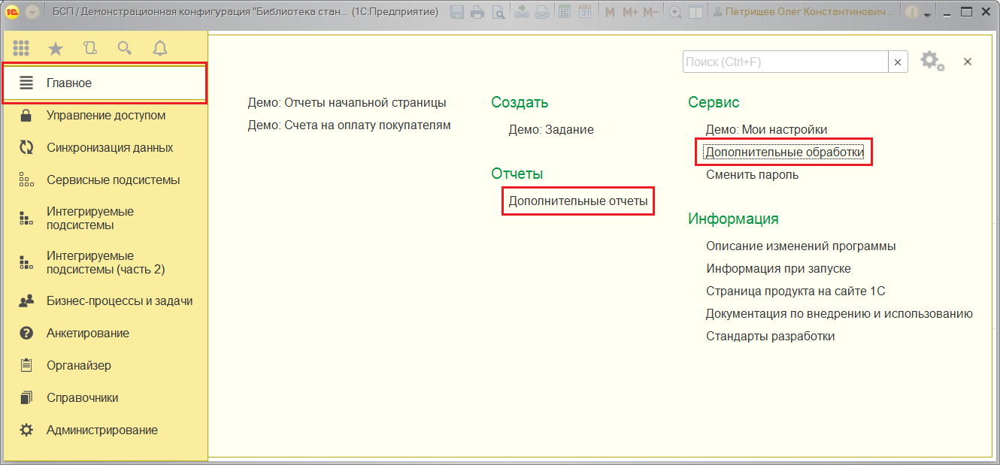 БСП / Демонстрационная конфигурация "Библиотека стан... (1С:Предприятие)
M M+ M-
31
Петрищев Олег Константинович ...
Главное
Управление доступом
Синхронизация данных
Сервисные подсистемы
Интегрируемые
подсистемы
Интегрируемые
подсистемы (часть 2)
Бизнес-процессы и задачи
Анкетирование
Органайзер
Справочники
Администрирование
Поиск (Ctrl+F)
Демо: Отчеты начальной страницы
Демо: Счета на оплату покупателям
Создать
Демо: Задание
Отчеты
Дополнительные отчеты
Сервис
Демо: Мои настройки
Дополнительные обработки
Сменить пароль
Информация
Описание изменений программы
Информация при запуске
Страница продукта на сайте 1С
Документация по внедрению и использованию
Стандарты разработки